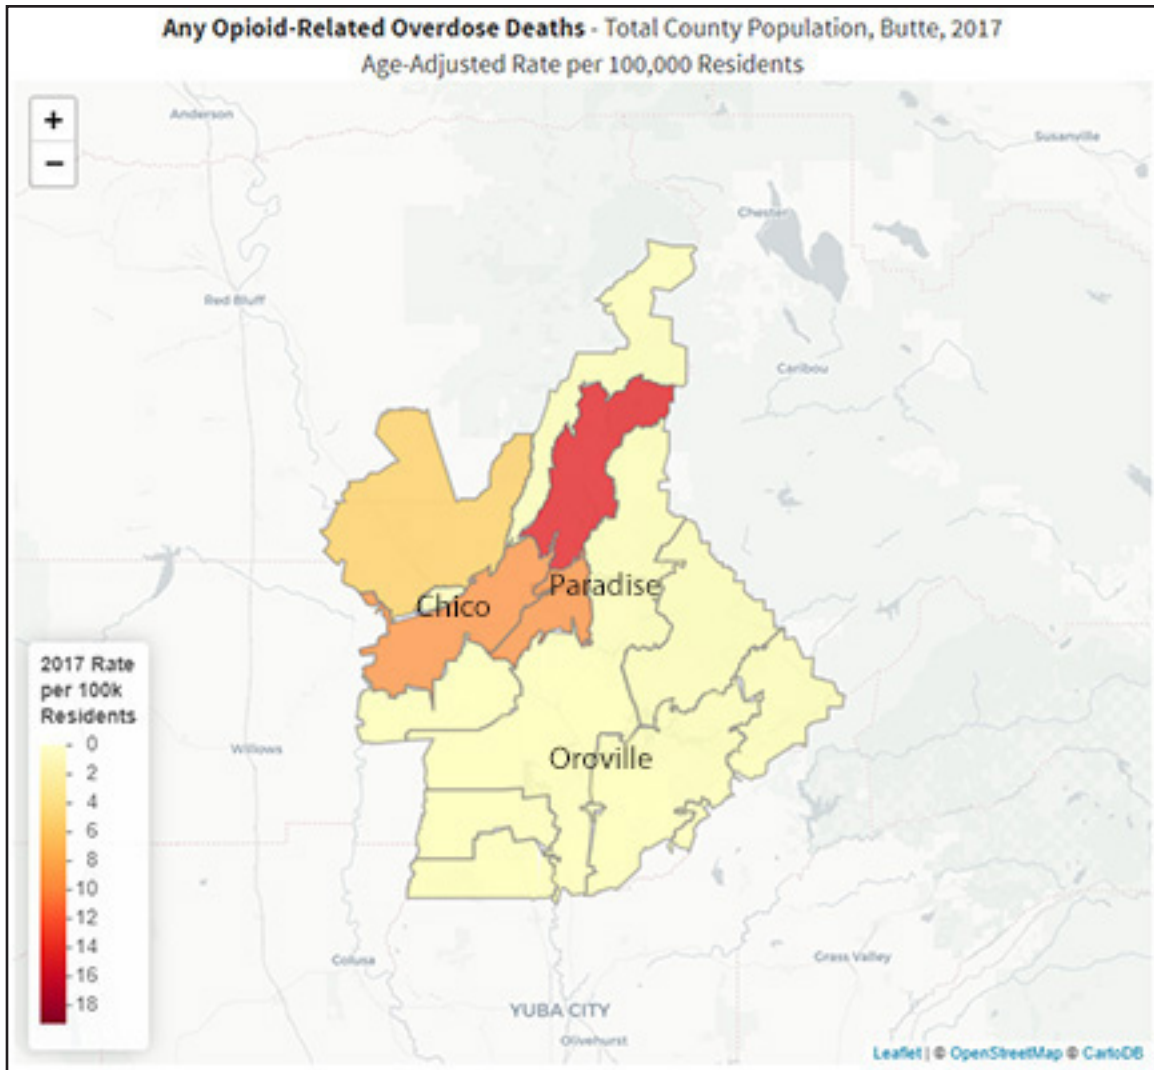 Any Opioid-Related Overdose Deaths - Total County Population, Butte, 2017
Age-Adjusted Rate per 100,000 Residents
+
−
Anderson
Susanville
Chester
Red Bluff
Caribou
Chico
Paradise
Willows
Oroville
2017 Rate
per 100k
Residents
0
2
4
6
8
10
12
14
16
18
Colusa
Grass Valley
YUBA CITY
Olivehurst
Leaflet | © OpenStreetMap © CartoDB